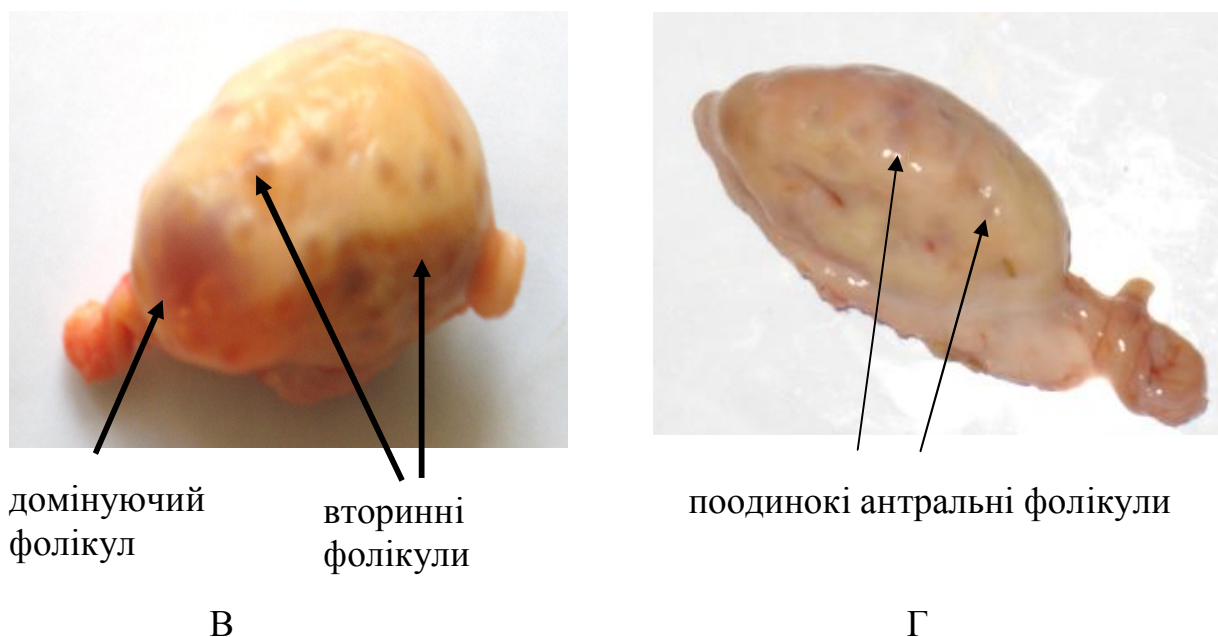 домінуючий
фолікул
вторинні
фолікули
поодинокі антральні фолікули
В
Г